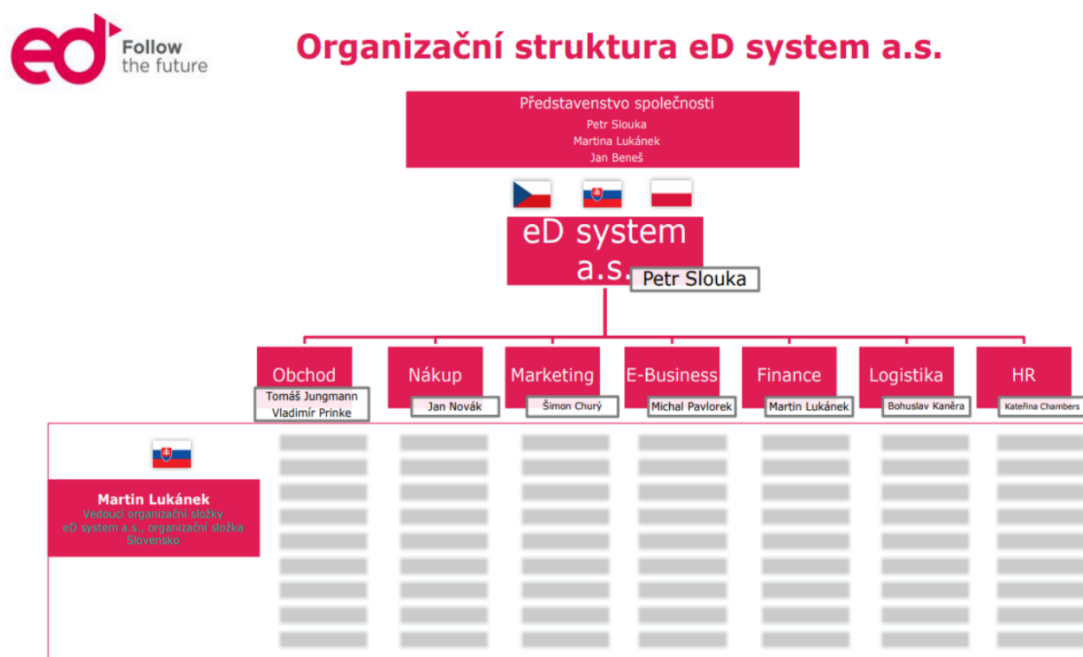 ed
Follow
the future
Organizační struktura eD system a.s.
Představenstvo společnosti
Petr Slouka
Martina Lukánek
Jan Beneš
eD system
a.s.
Petr Slouka
Obchod
Tomáš Jungmann
Vladimír Prinke
Nákup
Jan Novák
Marketing
Šimon Churý
E-Business
Michal Pavlorek
Finance
Martin Lukánek
Logistika
Bohuslav Kaněra
HR
Kateřina Chambers
Martin Lukánek
Vedoucí organizační složky
eD system a.s., organizační složka
Slovensko